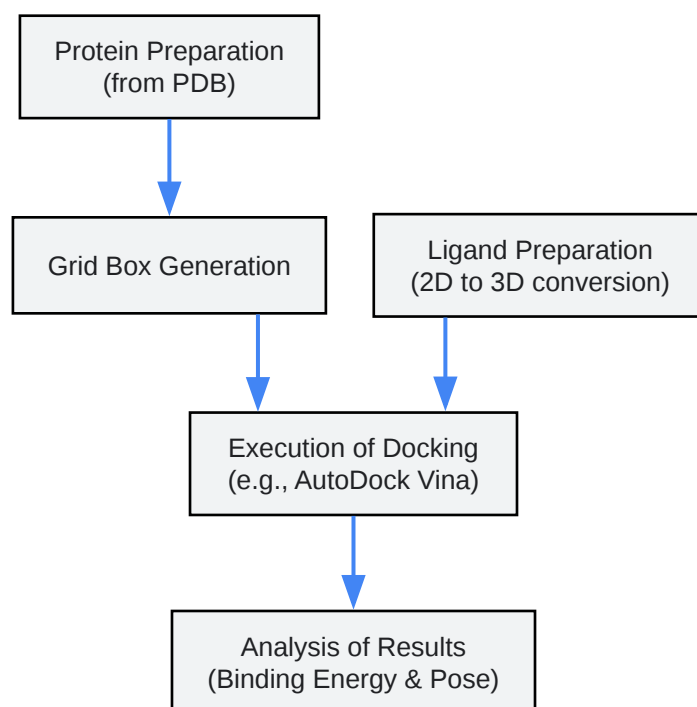 Protein Preparation
(from PDB)
Grid Box Generation
Ligand Preparation
(2D to 3D conversion)
Execution of Docking
(e.g., AutoDock Vina)
Analysis of Results
(Binding Energy & Pose)